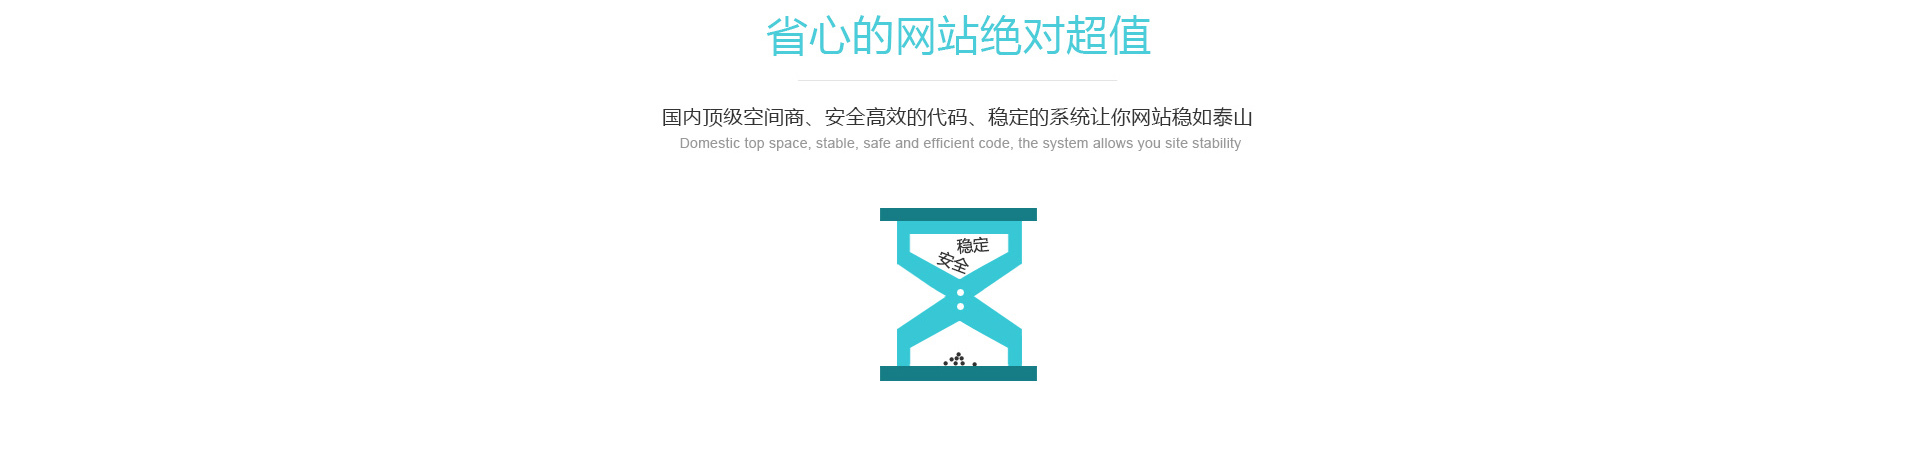 省心的网站绝对超值
国内顶级空间商、安全高效的代码、稳定的系统让你网站稳如泰山
Domestic top space, stable, safe and efficient code, the system allows you site stability
稳定
安全